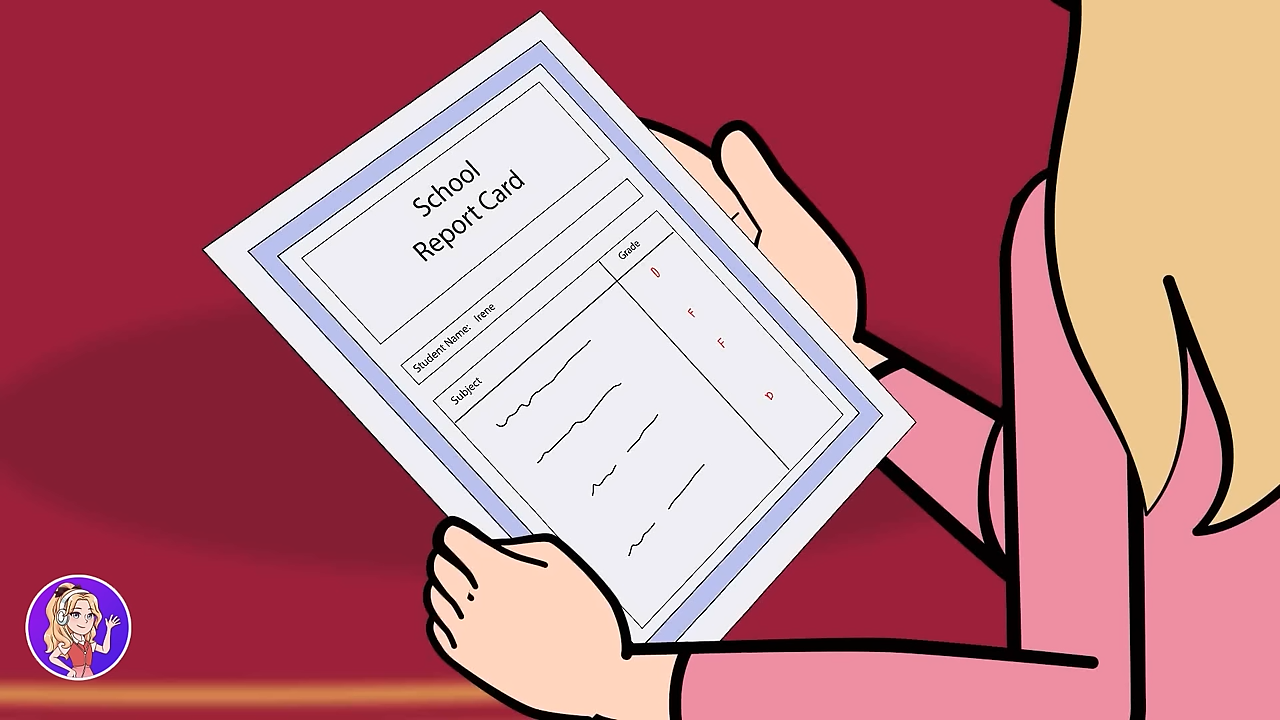 School
Report Card
Student Name: Irene
Subject Grade
D
F
F
D